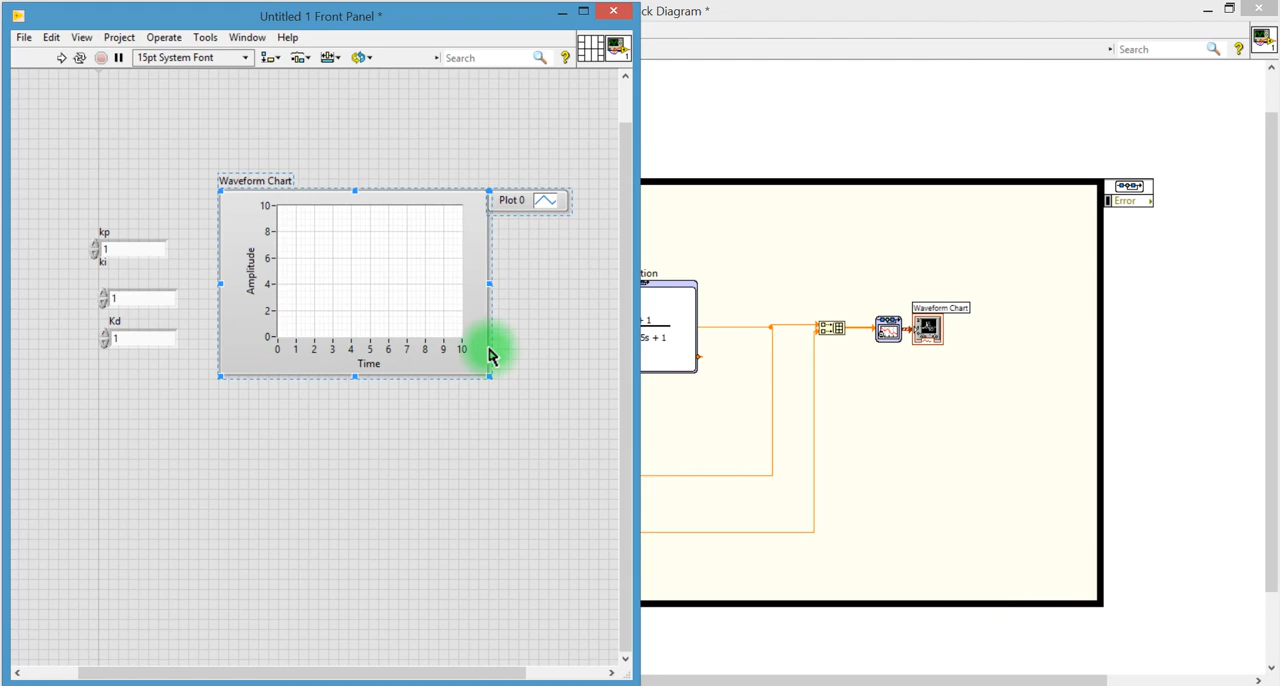 Untitled 1 Front Panel *
ck Diagram *
File Edit View Project Operate Tools Window Help
15pt System Font
Search
Search
1
1
Waveform Chart
Plot 0
10
8
6
4
2
0
Amplitude
0 1 2 3 4 5 6 7 8 9 10
Time
kp
1
ki
1
Kd
1
Error
tion
+ 1
5s + 1
Waveform Chart